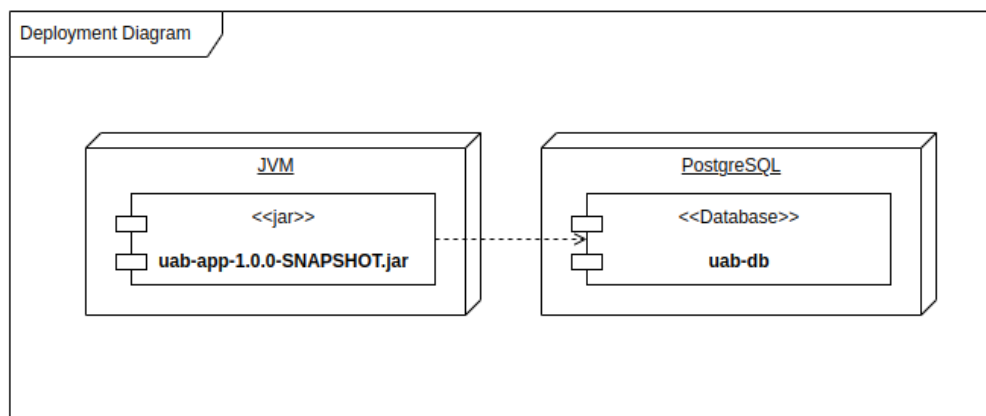 Deployment Diagram
JVM
<<jar>>
uab-app-1.0.0-SNAPSHOT.jar
PostgreSQL
<<Database>>
uab-db